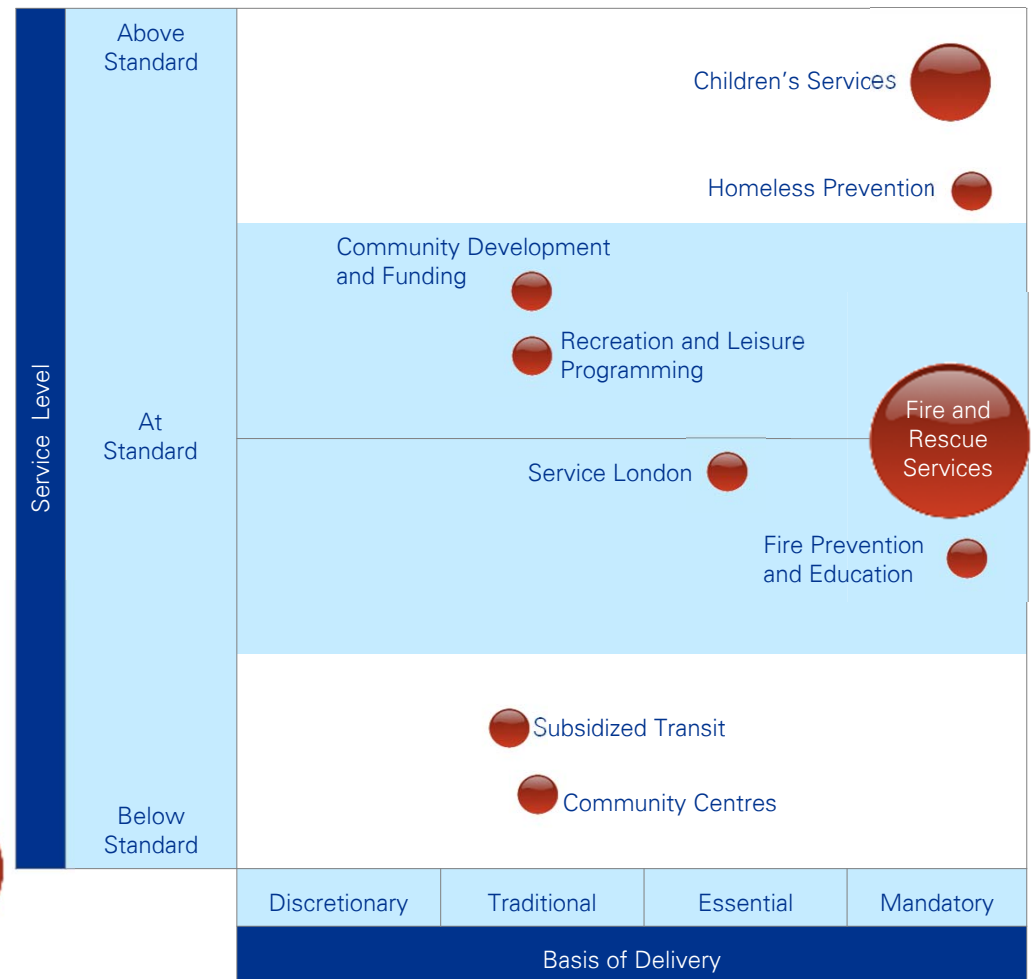 Above
Standard
Children's Services
Homeless Prevention
Community Development
and Funding
Recreation and Leisure
Programming
Service Level
At
Standard
Fire and
Rescue
Services
Service London
Fire Prevention
and Education
Subsidized Transit
Community Centres
Below
Standard
Discretionary
Traditional
Essential
Mandatory
Basis of Delivery